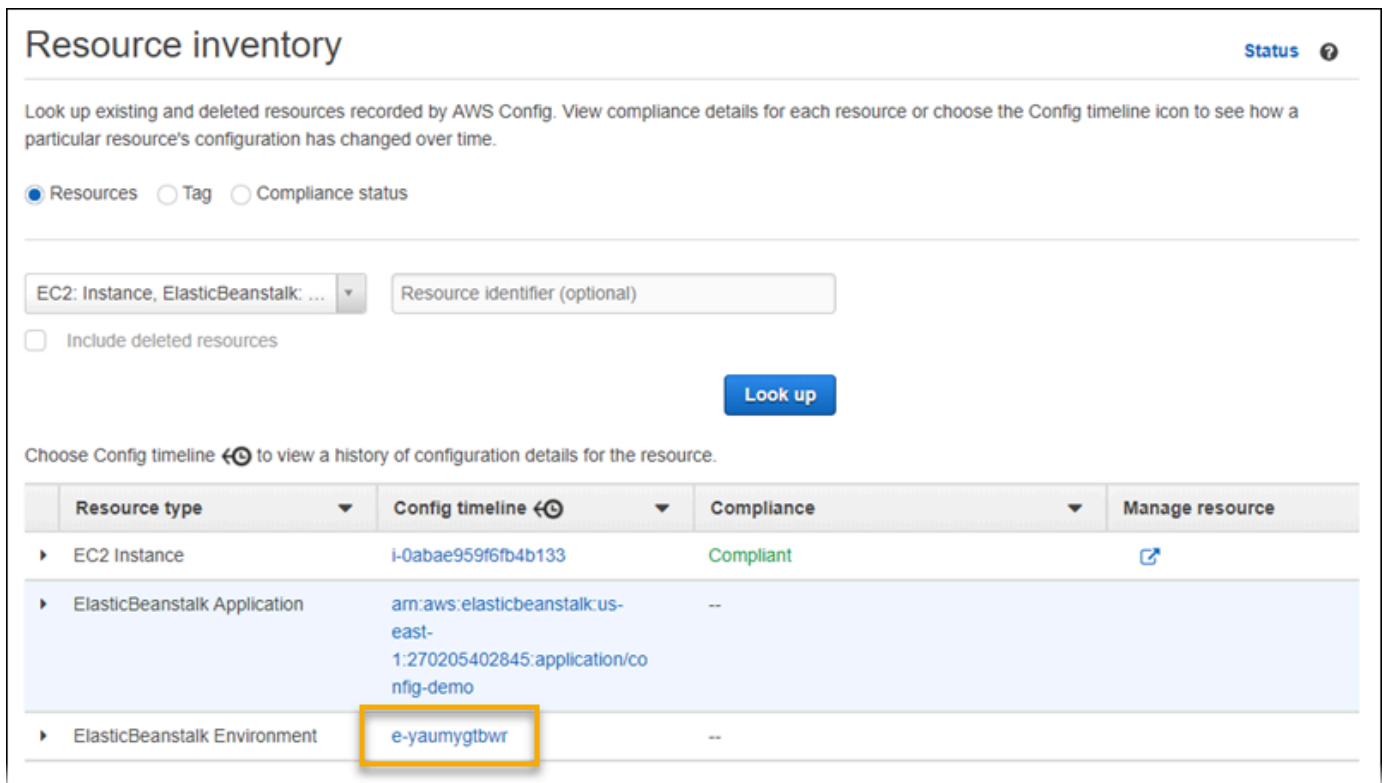 Resource inventory
Status
Look up existing and deleted resources recorded by AWS Config. View compliance details for each resource or choose the Config timeline icon to see how a
particular resource's configuration has changed over time.
Resources Tag Compliance status
EC2: Instance, ElasticBeanstalk: ... Resource identifier (optional)
Include deleted resources
Look up
Choose Config timeline to view a history of configuration details for the resource.
Resource type Config timeline Compliance Manage resource
EC2 Instance i-0abae959f6fb4b133 Compliant
ElasticBeanstalk Application arn:aws:elasticbeanstalk:us- --
east-
1:270205402845:application/co
nfig-demo
ElasticBeanstalk Environment e-yaumygtbwr --